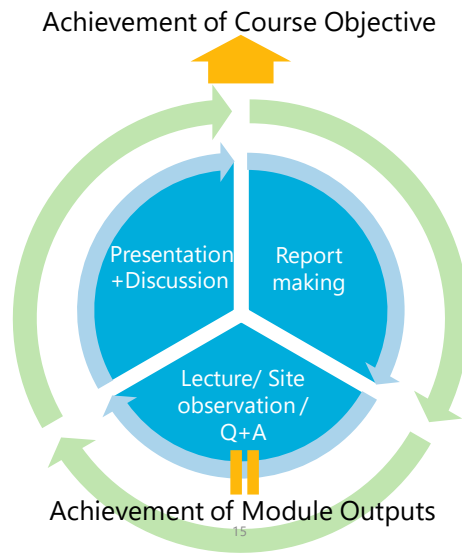 Achievement of Course Objective
Presentation
+Discussion
Report
making
Lecture/ Site
observation /
Q+A
Achievement of Module Outputs
15